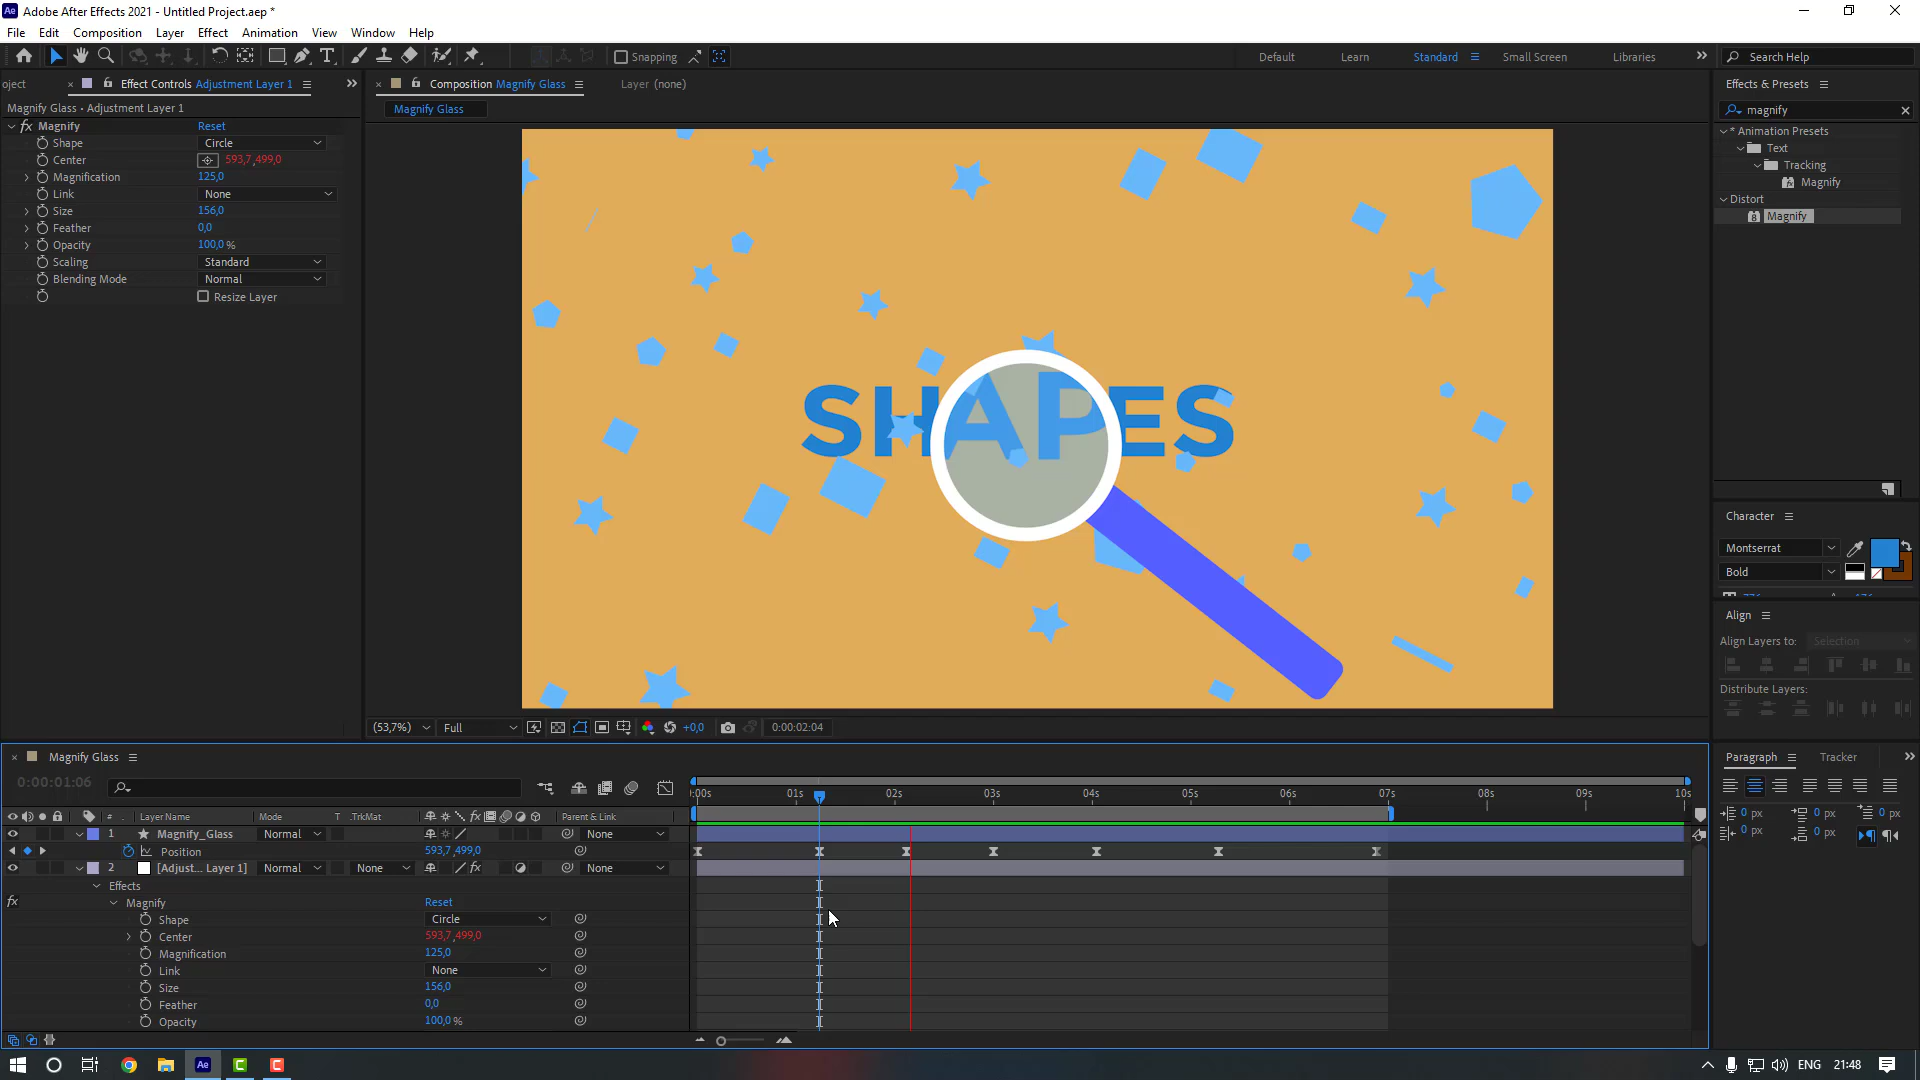 Ae Adobe After Effects 2021 - Untitled Project.aep *
File Edit Composition Layer Effect Animation View Window Help
Snapping Default Learn Standard Small Screen Libraries Search Help
oject Effect Controls Adjustment Layer 1
Magnify Glass • Adjustment Layer 1
fx Magnify Reset
Shape Circle
Center 593,7,499,0
Magnification 125,0
Link None
Size 156,0
Feather 0,0
Opacity 100,0 %
Scaling Standard
Blending Mode Normal
Resize Layer
Composition Magnify Glass Layer (none)
Magnify Glass
SHAPES
(53,7%) Full +0,0 0:00:02:04
Effects & Presets
magnify
* Animation Presets
Text
Tracking
Magnify
Distort
Magnify
Character
Montserrat
Bold
Align
Align Layers to: Selection
Distribute Layers:
Paragraph Tracker
0 px 0 px 0 px
0 px 0 px
Magnify Glass
0:00:01:06
:00s 01s 02s 03s 04s 05s 06s 07s 08s 09s 10s
# Layer Name Mode T .TrkMat fx Parent & Link
1 Magnify_Glass Normal None
Position 593,7,499,0
2 [Adjust... Layer 1] Normal None fx None
Effects
fx Magnify Reset
Shape Circle
Center 593,7,499,0
Magnification 125,0
Link None
Size 156,0
Feather 0,0
Opacity 100,0 %
Ae C C ENG 21:48